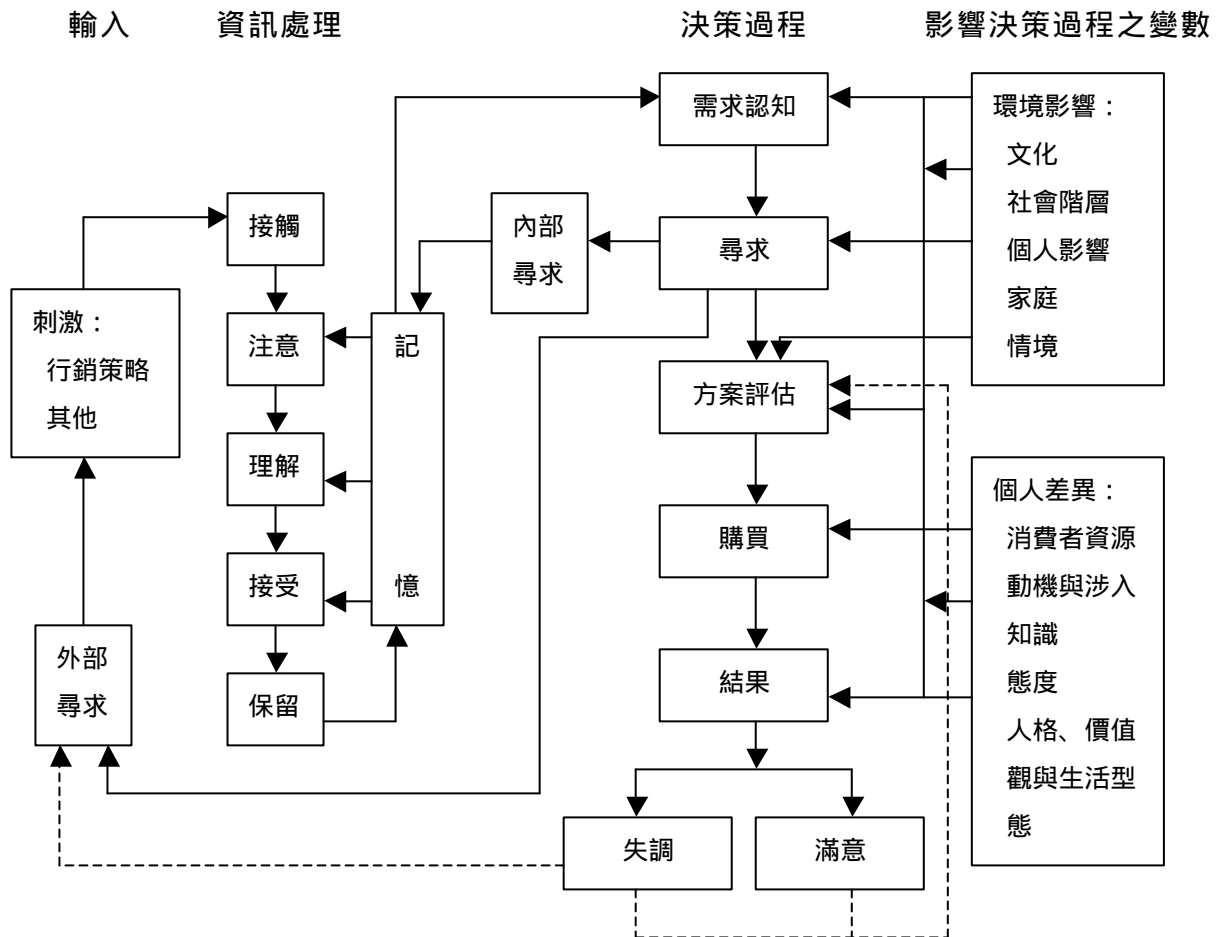 輸入
資訊處理
決策過程
影響決策過程之變數
刺激：
行銷策略
其他
外部
尋求
接觸
注意
理解
接受
保留
記
憶
內部
尋求
需求認知
尋求
方案評估
購買
結果
失調
滿意
環境影響：
文化
社會階層
個人影響
家庭
情境
個人差異：
消費者資源
動機與涉入
知識
態度
人格、價值
觀與生活型
態